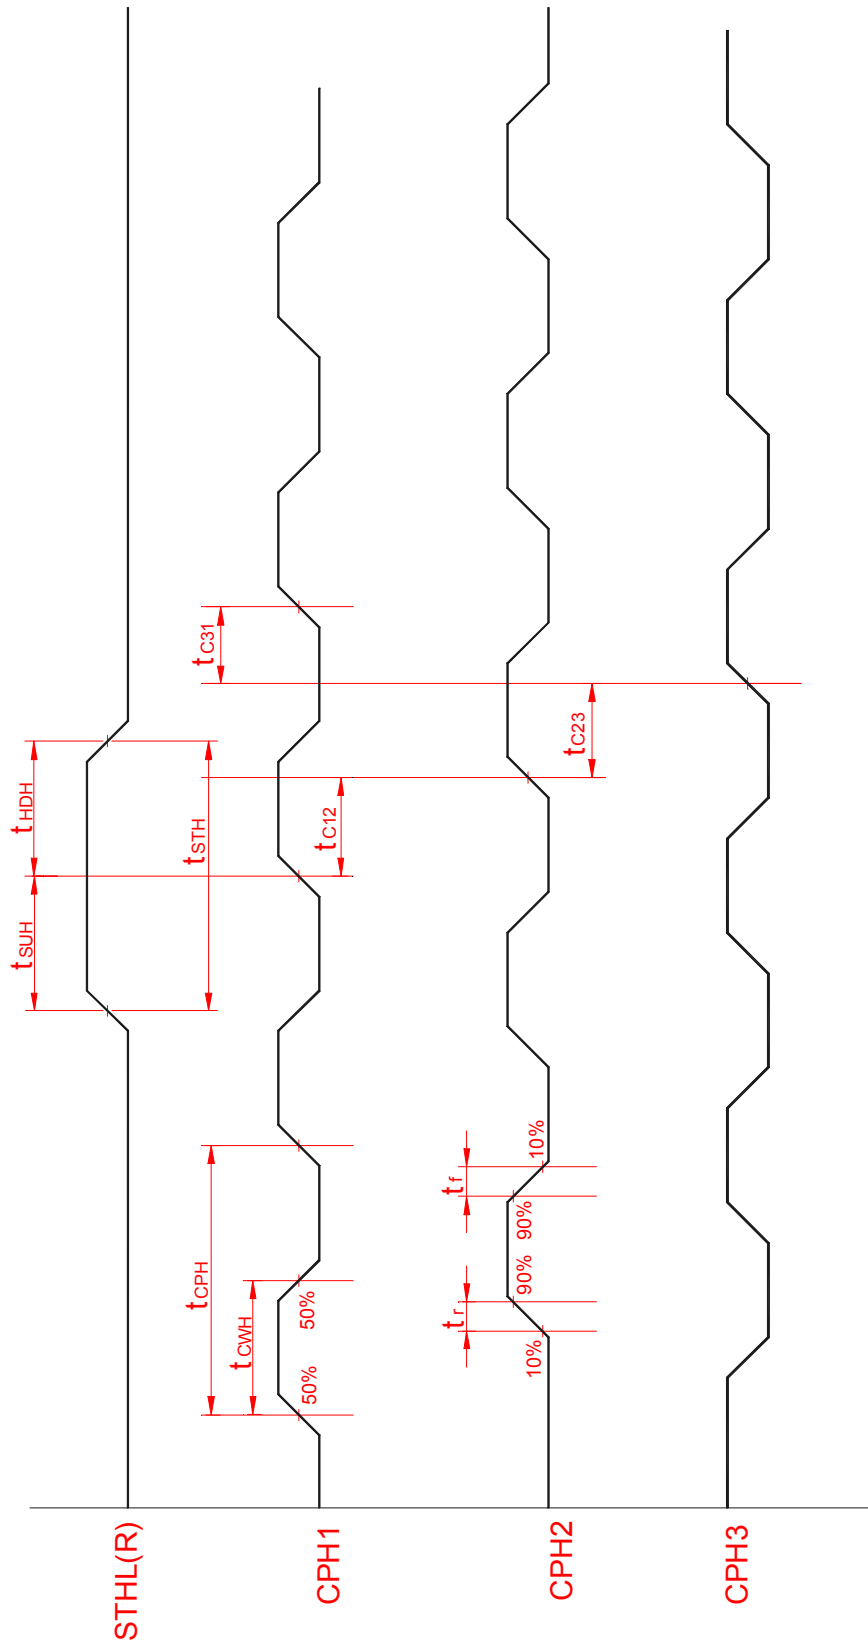 STHL(R)
tSUH
tHDH
tSTH
CPH1
tCPH
tCWH
50%
50%
tC12
tC31
CPH2
tr
10%
90%
tf
90%
10%
tC23
CPH3